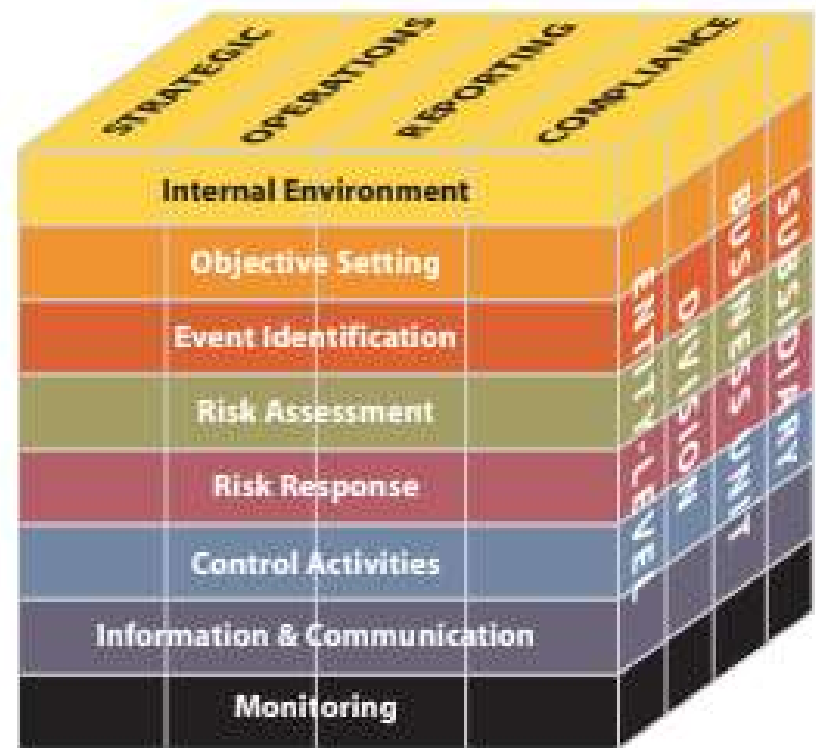 STRATEGIC
OPERATIONS
REPORTING
COMPLIANCE
Internal Environment
Objective Setting
Event Identification
Risk Assessment
Risk Response
Control Activities
Information & Communication
Monitoring
ENTITY-LEVEL
DIVISION
BUSINESS UNIT
SUBSIDIARY